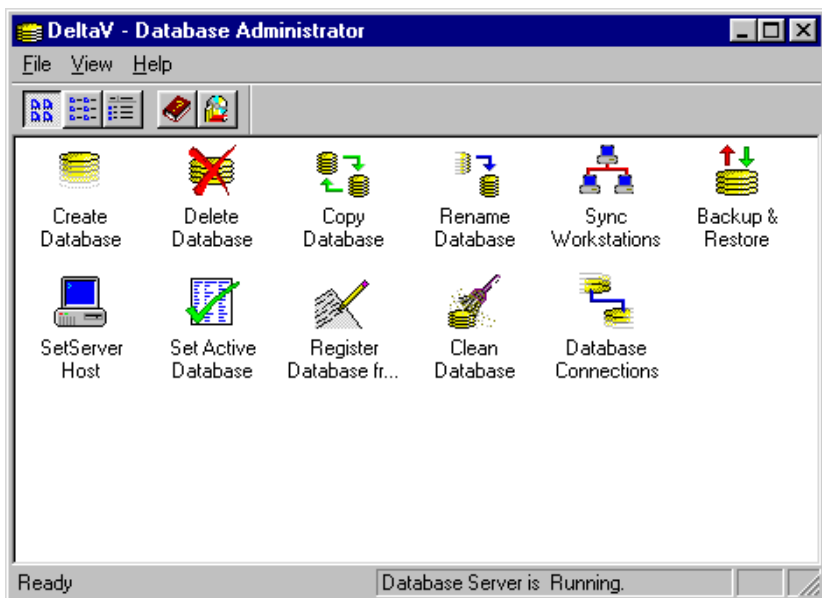 DeltaV - Database Administrator
File View Help
Create Delete Copy Rename Sync Backup &
Database Database Database Database Workstations Restore
SetServer Set Active Register Clean Database
Host Database Database fr... Database Connections
Ready Database Server is Running.